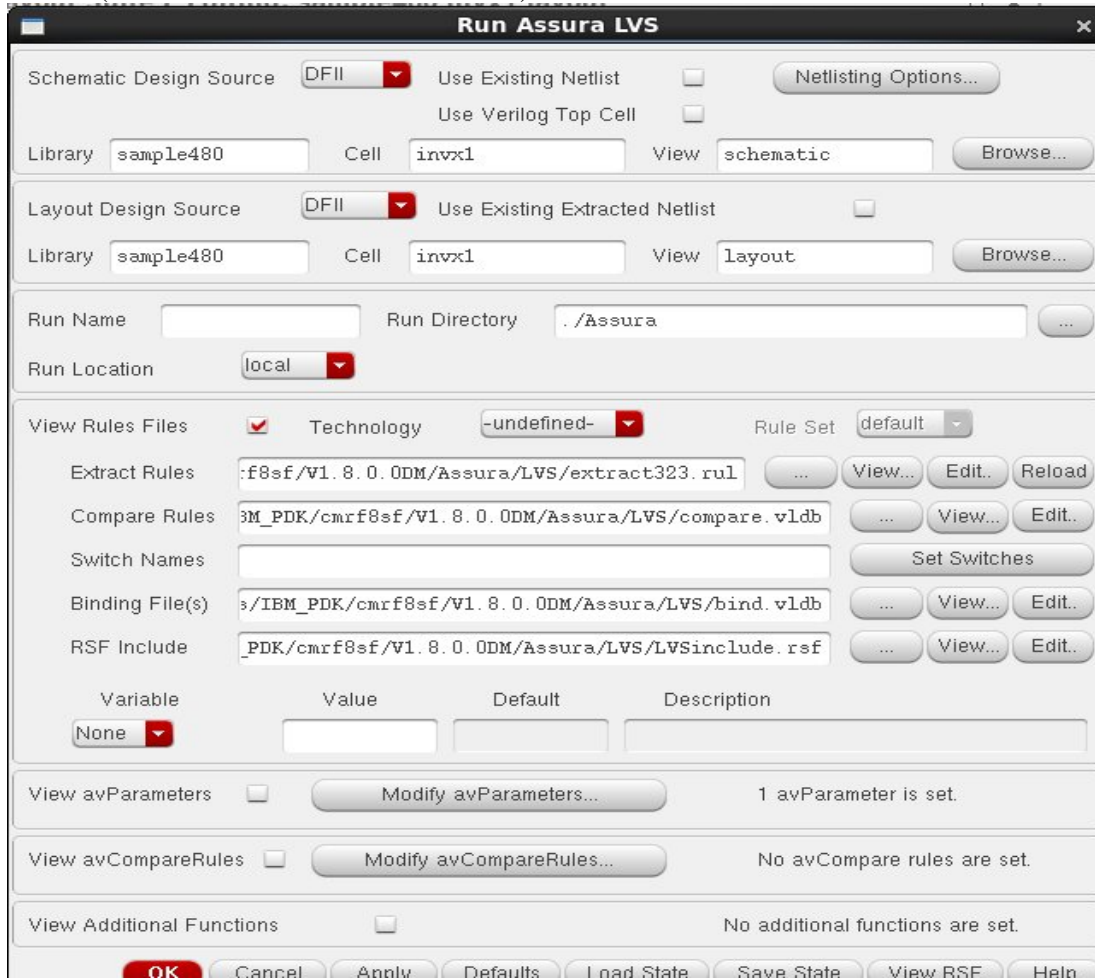 Run Assura LVS
Schematic Design Source DFII Use Existing Netlist Netlisting Options...
Use Verilog Top Cell
Library sample480 Cell invx1 View schematic Browse...
Layout Design Source DFII Use Existing Extracted Netlist
Library sample480 Cell invx1 View layout Browse...
Run Name Run Directory ./Assura ...
Run Location local
View Rules Files Technology -undefined- Rule Set default
Extract Rules :f8sf/V1.8.0.0DM/Assura/LVS/extract323.rul ... View... Edit.. Reload
Compare Rules BM_PDK/cmrf8sf/V1.8.0.0DM/Assura/LVS/compare.vldb ... View... Edit..
Switch Names Set Switches
Binding File(s) s/IBM_PDK/cmrf8sf/V1.8.0.0DM/Assura/LVS/bind.vldb ... View... Edit..
RSF Include _PDK/cmrf8sf/V1.8.0.0DM/Assura/LVS/LVSinclude.rsf ... View... Edit..
Variable Value Default Description
None
View avParameters Modify avParameters... 1 avParameter is set.
View avCompareRules Modify avCompareRules... No avCompare rules are set.
View Additional Functions No additional functions are set.
OK Cancel Apply Defaults Load State Save State View RSF Help